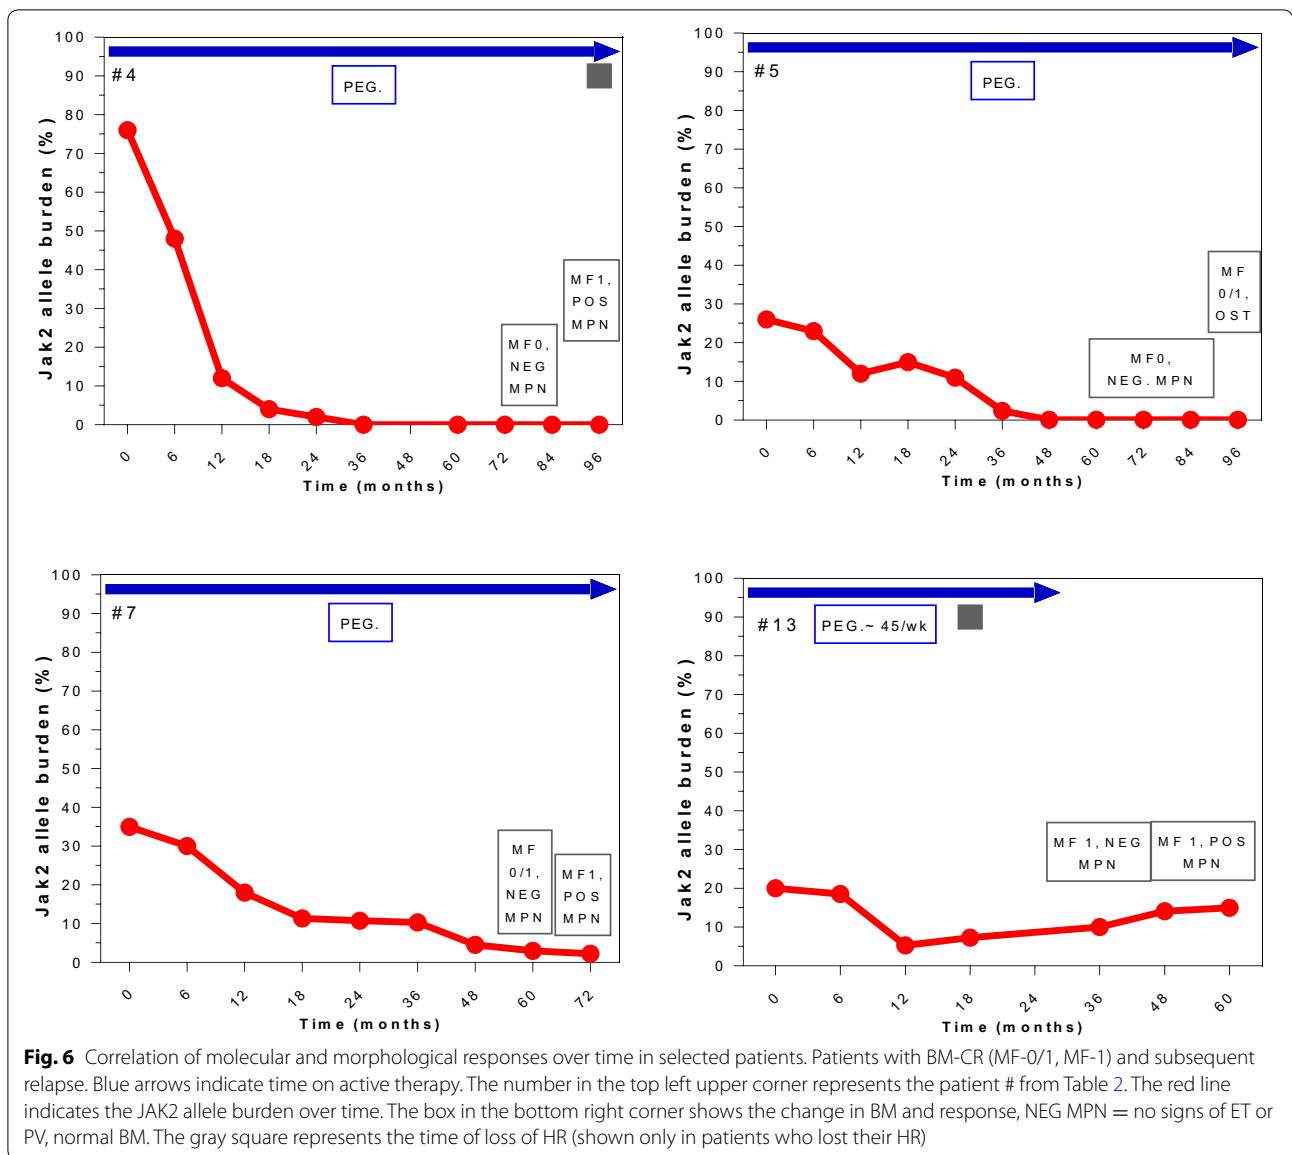 100
90
80
70
60
50
40
30
20
10
0
Jak2 allele burden (%)
#4
PEG.
MF0,
NEG
MPN
MF1,
POS
MPN
0 6 12 18 24 36 48 60 72 84 96
Time (months)
100
90
80
70
60
50
40
30
20
10
0
Jak2 allele burden (%)
#5
PEG.
MF0,
NEG. MPN
MF
0/1,
OST
0 6 12 18 24 36 48 60 72 84 96
Time (months)
100
90
80
70
60
50
40
30
20
10
0
Jak2 allele burden (%)
#7
PEG.
MF
0/1,
NEG
MPN
MF1,
POS
MPN
0 6 12 18 24 36 48 60 72
Time (months)
100
90
80
70
60
50
40
30
20
10
0
Jak2 allele burden (%)
#13
PEG.~ 45/wk
MF 1, NEG
MPN
MF 1, POS
MPN
0 6 12 18 24 36 48 60
Time (months)
Fig. 6 Correlation of molecular and morphological responses over time in selected patients. Patients with BM-CR (MF-0/1, MF-1) and subsequent
relapse. Blue arrows indicate time on active therapy. The number in the top left upper corner represents the patient # from Table 2. The red line
indicates the JAK2 allele burden over time. The box in the bottom right corner shows the change in BM and response, NEG MPN = no signs of ET or
PV, normal BM. The gray square represents the time of loss of HR (shown only in patients who lost their HR)